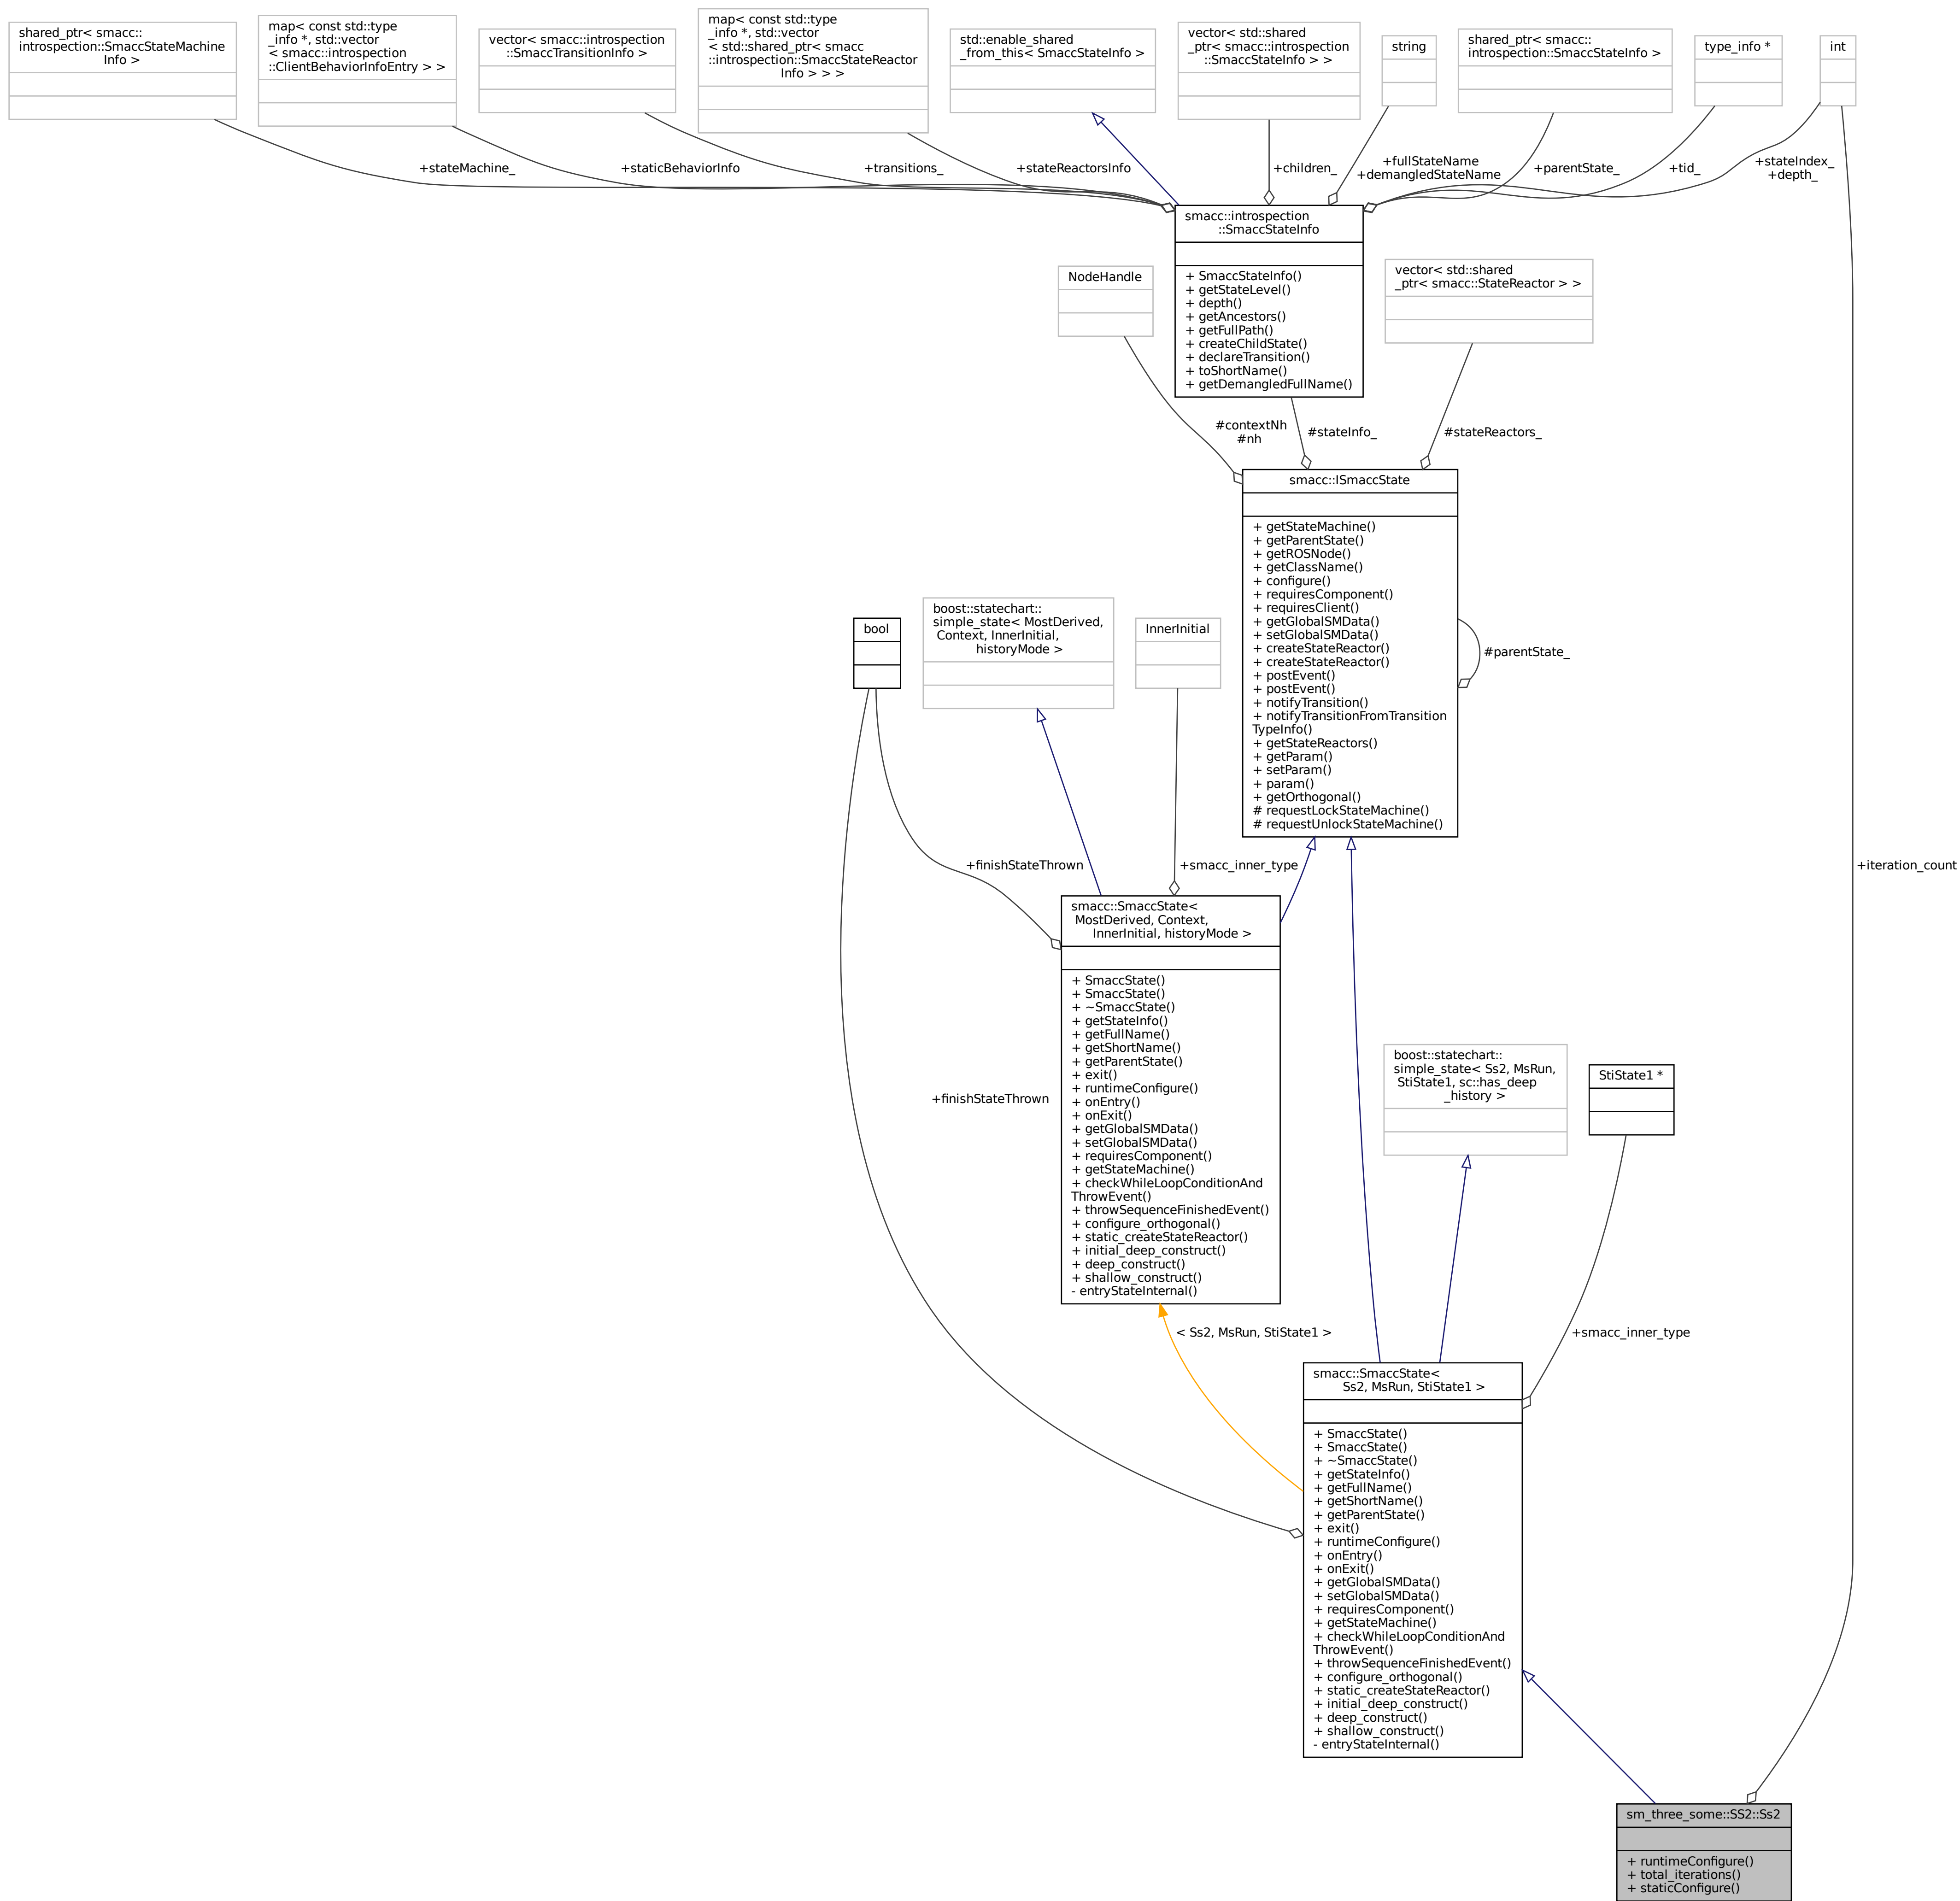 shared_ptr< smacc::
introspection::SmaccStateMachine
Info >
map< const std::type
_info *, std::vector
< smacc::introspection
::ClientBehaviorInfoEntry > >
vector< smacc::introspection
::SmaccTransitionInfo >
map< const std::type
_info *, std::vector
< std::shared_ptr< smacc
::introspection::SmaccStateReactor
Info > > >
std::enable_shared
_from_this< SmaccStateInfo >
vector< std::shared
_ptr< smacc::introspection
::SmaccStateInfo > >
string
shared_ptr< smacc::
introspection::SmaccStateInfo >
type_info *
int
+stateMachine_
+staticBehaviorInfo
+transitions_
+stateReactorsInfo
+children_
+fullStateName
+demangledStateName
+parentState_
+tid_
+stateIndex_
+depth_
smacc::introspection
::SmaccStateInfo
+ SmaccStateInfo()
+ getStateLevel()
+ depth()
+ getAncestors()
+ getFullPath()
+ createChildState()
+ declareTransition()
+ toShortName()
+ getDemangledFullName()
NodeHandle
vector< std::shared
_ptr< smacc::StateReactor > >
#contextNh
#nh
#stateInfo_
#stateReactors_
smacc::ISmaccState
+ getStateMachine()
+ getParentState()
+ getROSNode()
+ getClassName()
+ configure()
+ requiresComponent()
+ requiresClient()
+ getGlobalSMData()
+ setGlobalSMData()
+ createStateReactor()
+ createStateReactor()
+ postEvent()
+ postEvent()
+ notifyTransition()
+ notifyTransitionFromTransition
TypeInfo()
+ getStateReactors()
+ getParam()
+ setParam()
+ param()
+ getOrthogonal()
# requestLockStateMachine()
# requestUnlockStateMachine()
#parentState_
bool
boost::statechart::
simple_state< MostDerived,
Context, InnerInitial,
historyMode >
InnerInitial
+finishStateThrown
+smacc_inner_type
+iteration_count
smacc::SmaccState<
MostDerived, Context,
InnerInitial, historyMode >
+ SmaccState()
+ SmaccState()
+ ~SmaccState()
+ getStateInfo()
+ getFullName()
+ getShortName()
+ getParentState()
+ exit()
+ runtimeConfigure()
+ onEntry()
+ onExit()
+ getGlobalSMData()
+ setGlobalSMData()
+ requiresComponent()
+ getStateMachine()
+ checkWhileLoopConditionAnd
ThrowEvent()
+ throwSequenceFinishedEvent()
+ configure_orthogonal()
+ static_createStateReactor()
+ initial_deep_construct()
+ deep_construct()
+ shallow_construct()
- entryStateInternal()
+finishStateThrown
boost::statechart::
simple_state< Ss2, MsRun,
StiState1, sc::has_deep
_history >
StiState1 *
< Ss2, MsRun, StiState1 >
+smacc_inner_type
smacc::SmaccState<
Ss2, MsRun, StiState1 >
+ SmaccState()
+ SmaccState()
+ ~SmaccState()
+ getStateInfo()
+ getFullName()
+ getShortName()
+ getParentState()
+ exit()
+ runtimeConfigure()
+ onEntry()
+ onExit()
+ getGlobalSMData()
+ setGlobalSMData()
+ requiresComponent()
+ getStateMachine()
+ checkWhileLoopConditionAnd
ThrowEvent()
+ throwSequenceFinishedEvent()
+ configure_orthogonal()
+ static_createStateReactor()
+ initial_deep_construct()
+ deep_construct()
+ shallow_construct()
- entryStateInternal()
sm_three_some::SS2::Ss2
+ runtimeConfigure()
+ total_iterations()
+ staticConfigure()